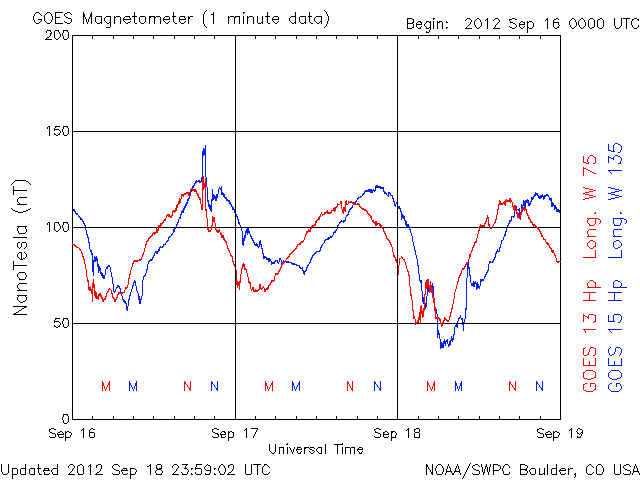 GOES Magnetometer (1 minute data)
Begin: 2012 Sep 16 0000 UTC
200
150
100
50
0
NanoTesla (nT)
M M N N M M N N M M N N
Sep 16 Sep 17 Sep 18 Sep 19
Universal Time
GOES 13 Hp Long. W 75
GOES 15 Hp Long. W 135
Updated 2012 Sep 18 23:59:02 UTC
NOAA/SWPC Boulder, CO USA